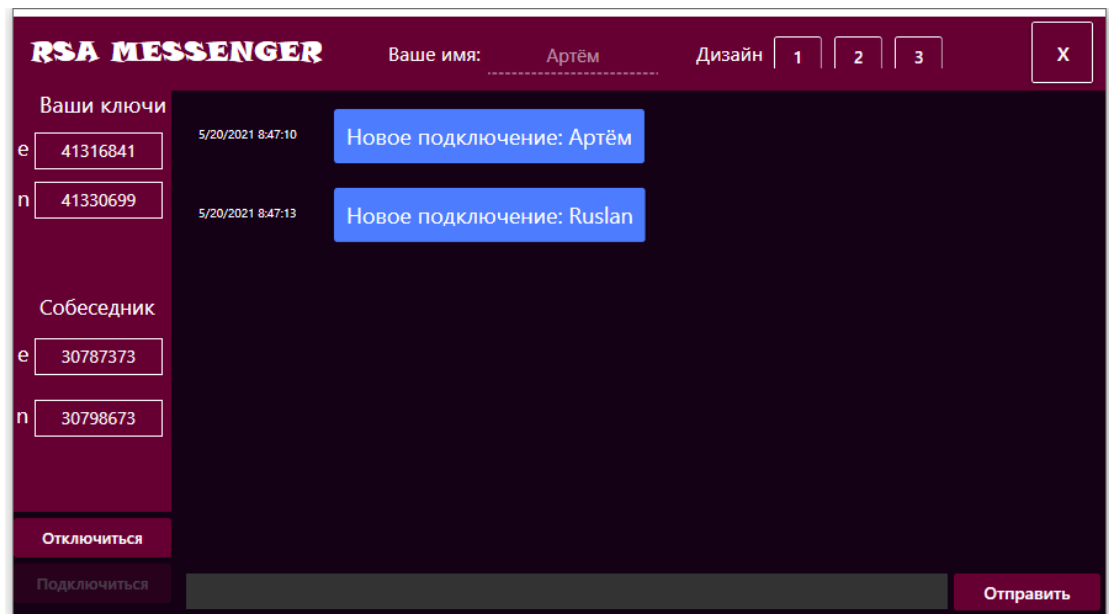 RSA MESSENGER
Ваше имя: Артём
Дизайн 1 2 3
X
Ваши ключи
e 41316841
n 41330699
5/20/2021 8:47:10 Новое подключение: Артём
5/20/2021 8:47:13 Новое подключение: Ruslan
Собеседник
e 30787373
n 30798673
Отключиться
Подключиться
Отправить